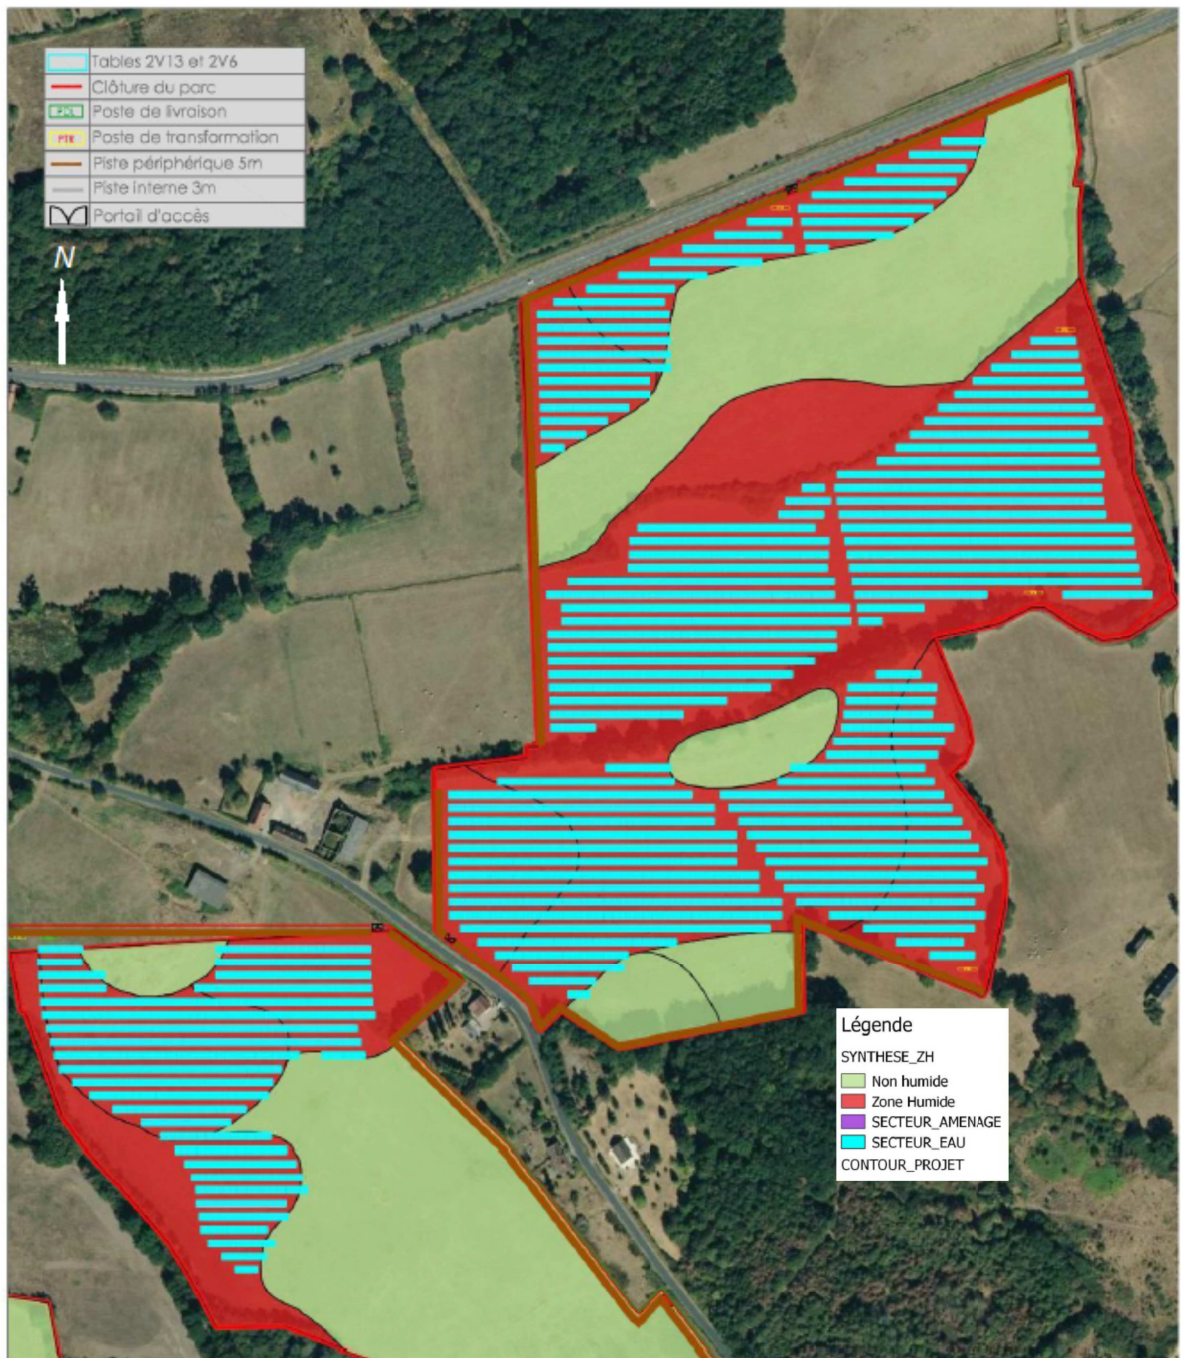 Tables 2V13 et 2V6
Clôture du parc
Poste de livraison
PTR Poste de transformation
Piste périphérique 5m
Piste interne 3m
Portail d'accès
N
Légende
SYNTHESE_ZH
Non humide
Zone Humide
SECTEUR_AMENAGE
SECTEUR_EAU
CONTOUR_PROJET